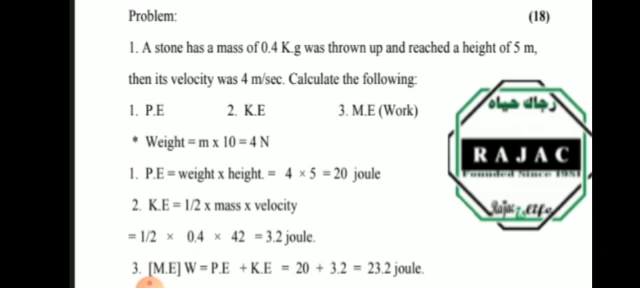 Problem:
(18)
1. A stone has a mass of 0.4 K.g was thrown up and reached a height of 5 m,
then its velocity was 4 m/sec. Calculate the following:
1. P.E 2. K.E 3. M.E (Work)
* Weight = m x 10 = 4 N
1. P.E = weight x height. = 4 × 5 = 20 joule
2. K.E = 1/2 x mass x velocity
= 1/2 × 0.4 × 42 = 3.2 joule.
3. [M.E] W = P.E + K.E = 20 + 3.2 = 23.2 joule.
رجاك حياه
RAJAC
Founded Since 1981
Rajac Life